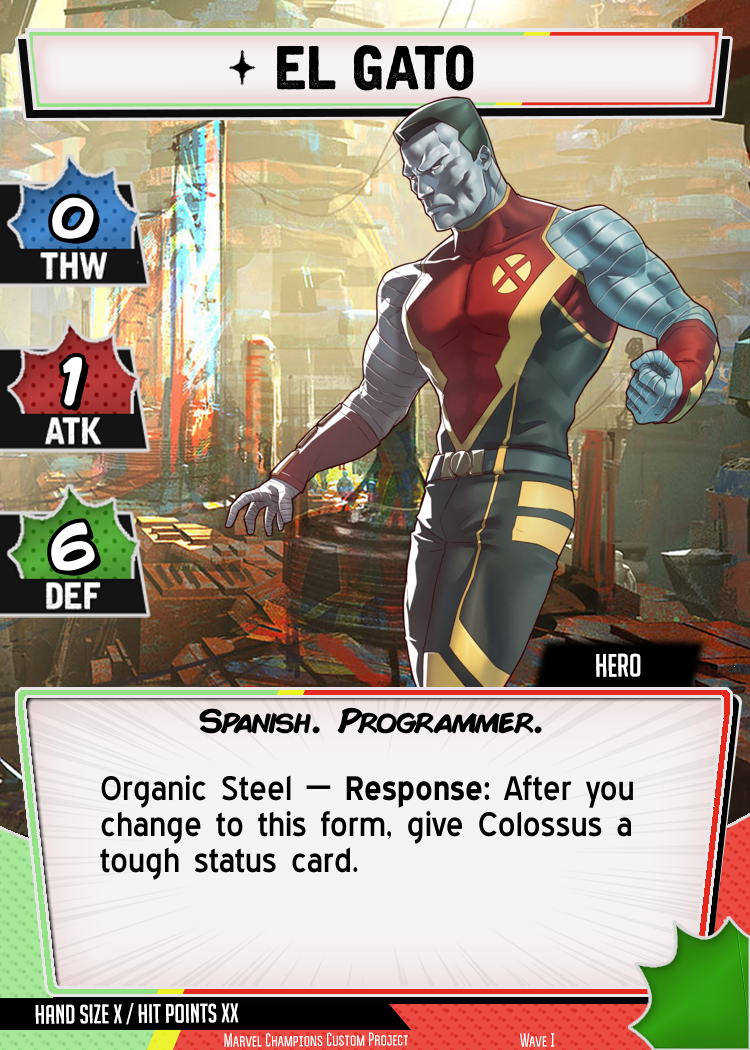 ✦ EL GATO
0
THW
1
ATK
6
DEF
HERO
SPANISH. PROGRAMMER.
Organic Steel — Response: After you
change to this form, give Colossus a
tough status card.
HAND SIZE X / HIT POINTS XX
MARVEL CHAMPIONS CUSTOM PROJECT
WAVE I